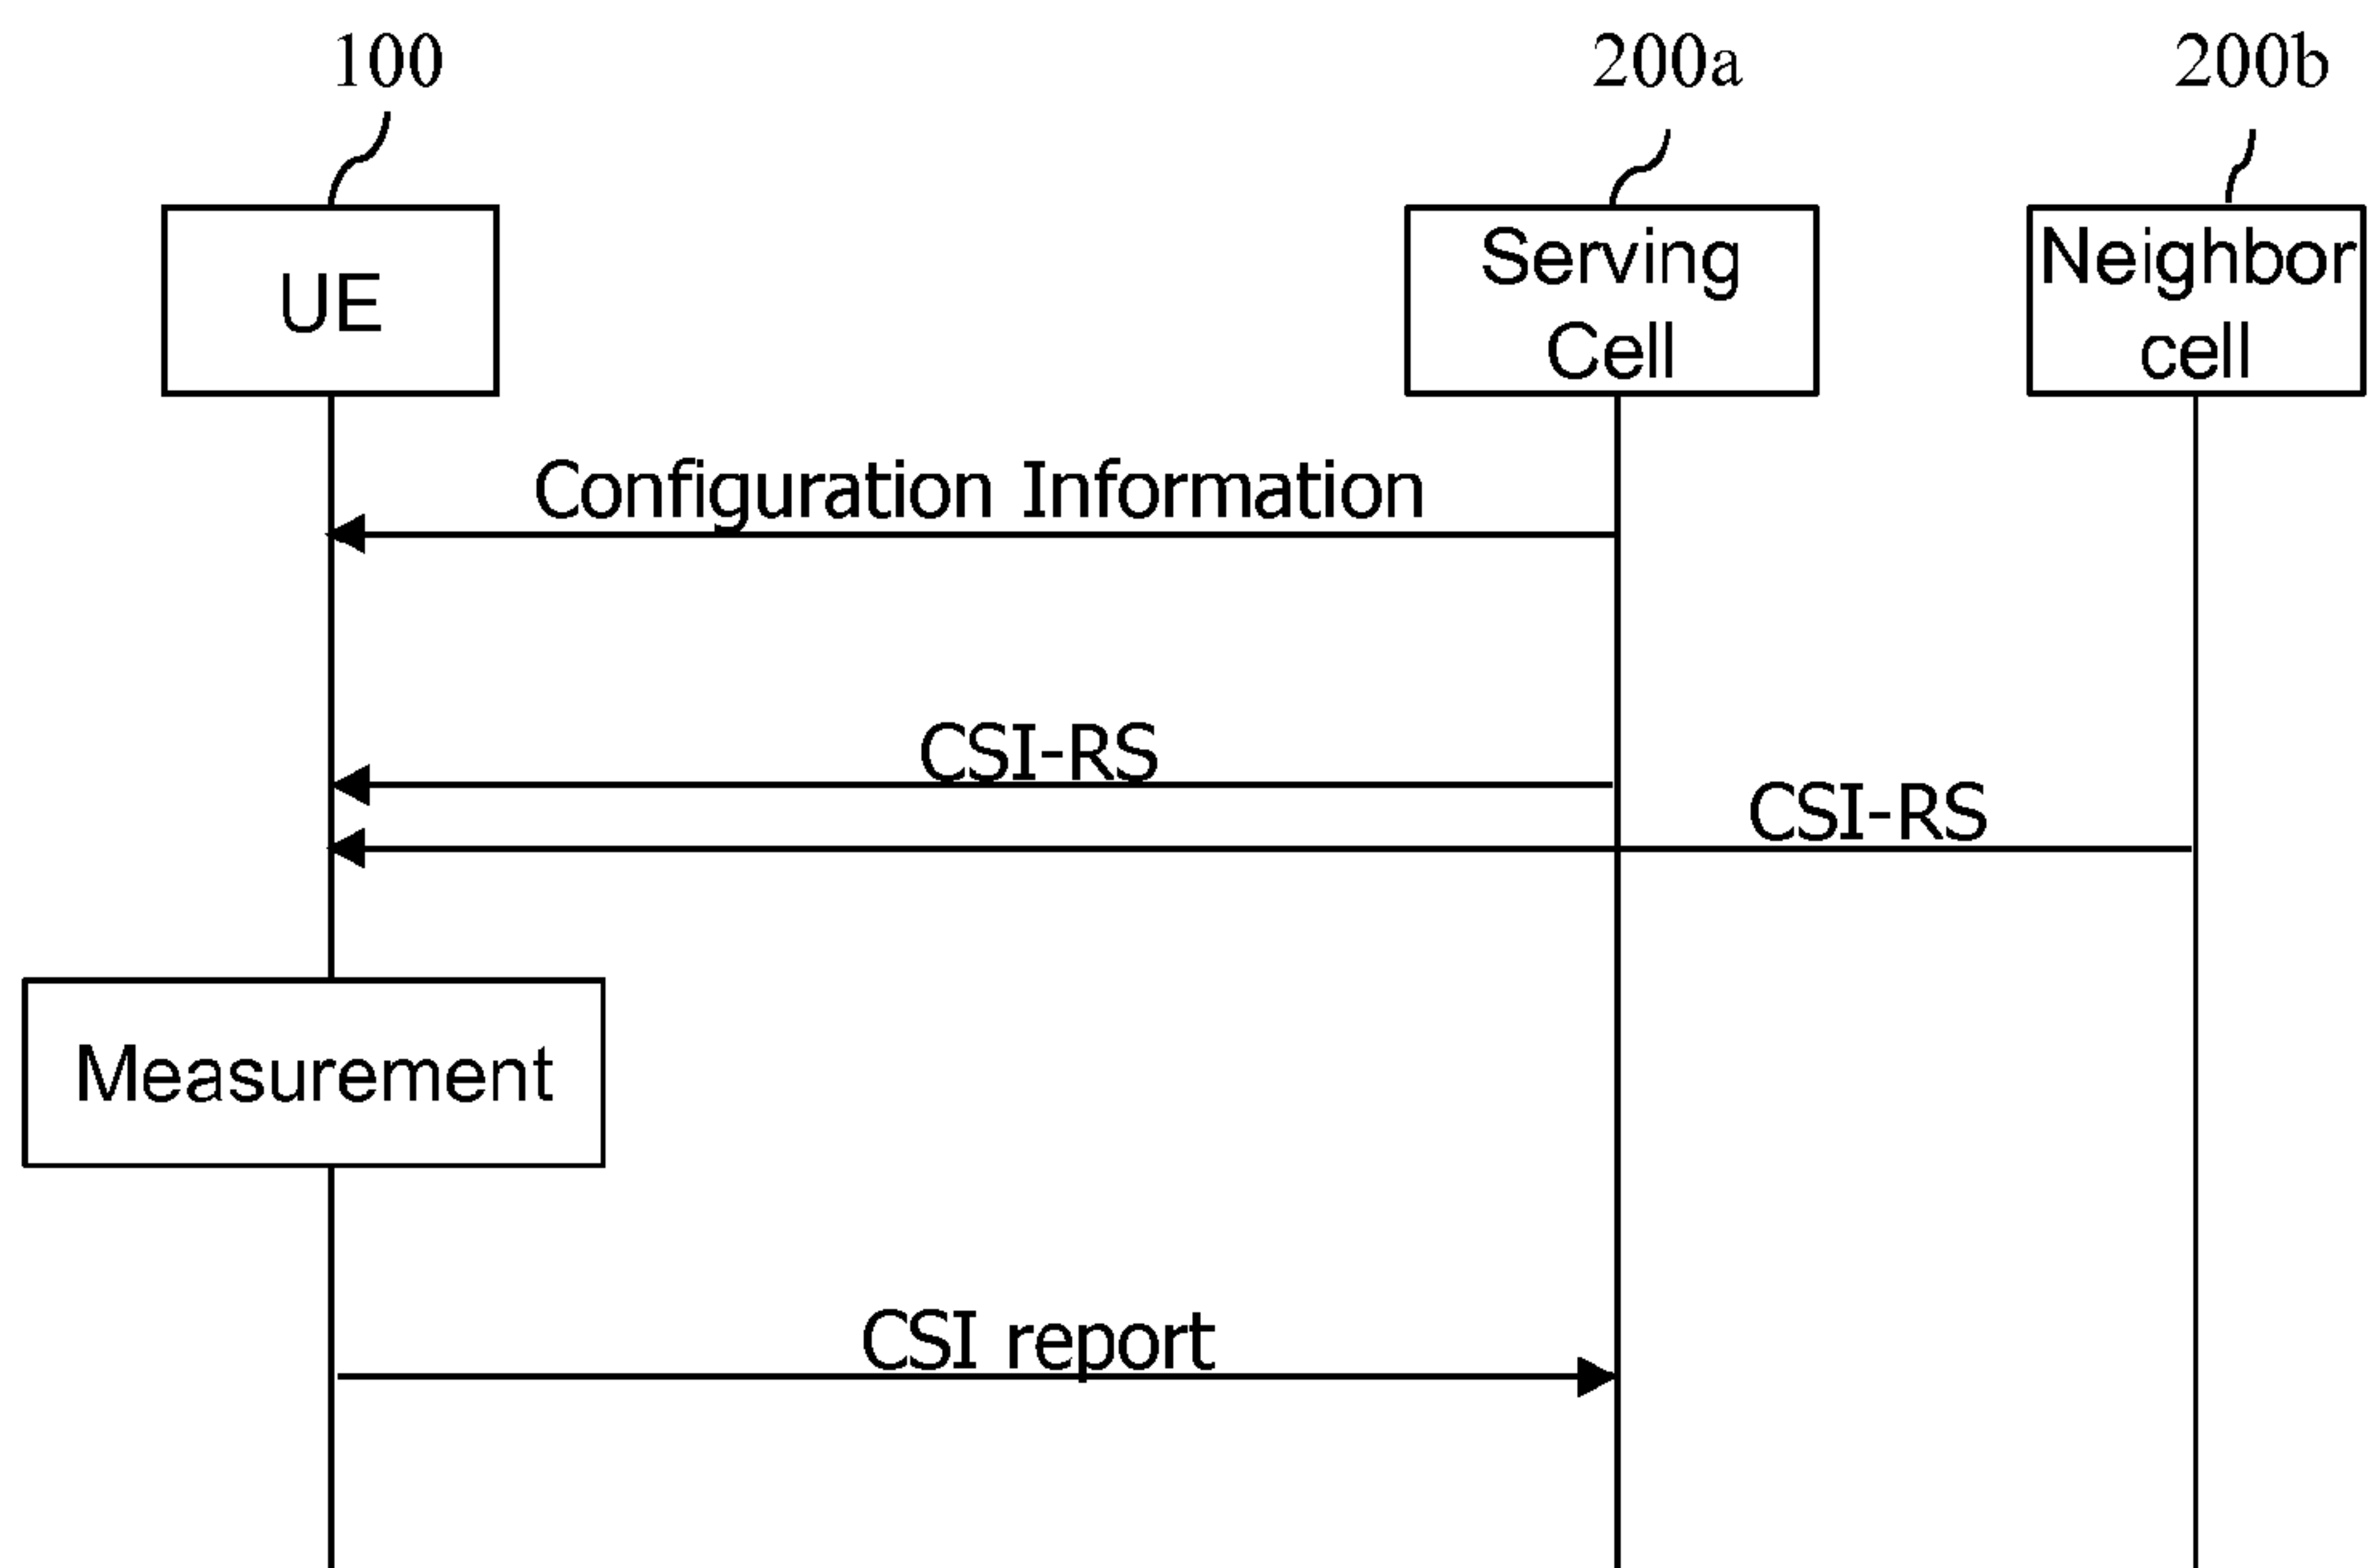 100
200a
200b
UE
Serving
Cell
Neighbor
cell
Configuration Information
CSI-RS
CSI-RS
Measurement
CSI report